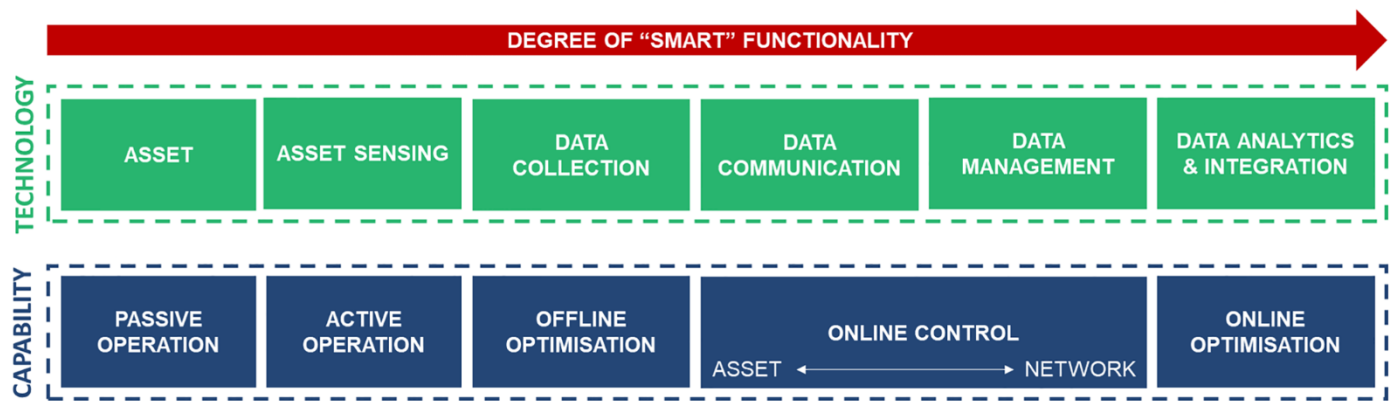 DEGREE OF “SMART” FUNCTIONALITY
TECHNOLOGY
ASSET
ASSET SENSING
DATA
COLLECTION
DATA
COMMUNICATION
DATA
MANAGEMENT
DATA ANALYTICS
& INTEGRATION
CAPABILITY
PASSIVE
OPERATION
ACTIVE
OPERATION
OFFLINE
OPTIMISATION
ONLINE CONTROL
ASSET NETWORK
ONLINE
OPTIMISATION